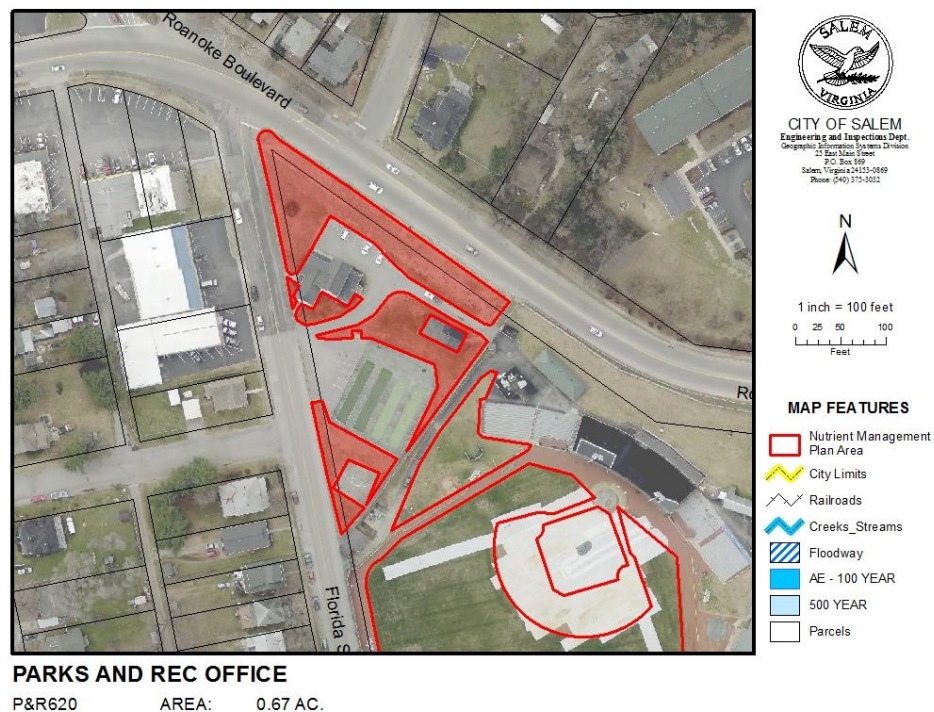 Roanoke Boulevard
Florida S
Ro
SALEM
VIRGINIA
CITY OF SALEM
Engineering and Inspections Dept.
Geographic Information Systems Division
25 East Main Street
P.O. Box 869
Salem, Virginia 24153-0869
Phone: (540) 375-3032
N
1 inch = 100 feet
0 25 50 100
Feet
MAP FEATURES
Nutrient Management
Plan Area
City Limits
Railroads
Creeks_Streams
Floodway
AE - 100 YEAR
500 YEAR
Parcels
PARKS AND REC OFFICE
P&R620 AREA: 0.67 AC.